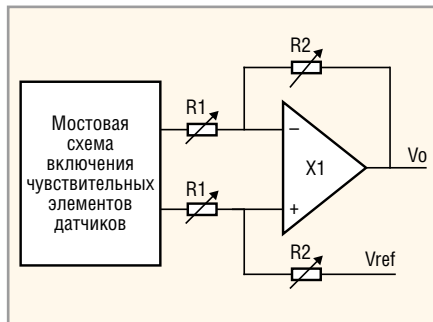 R2
R1
Мостовая
схема
включения
чувствительных
элементов
датчиков
–
X1
Vo
R1
+
R2
Vref